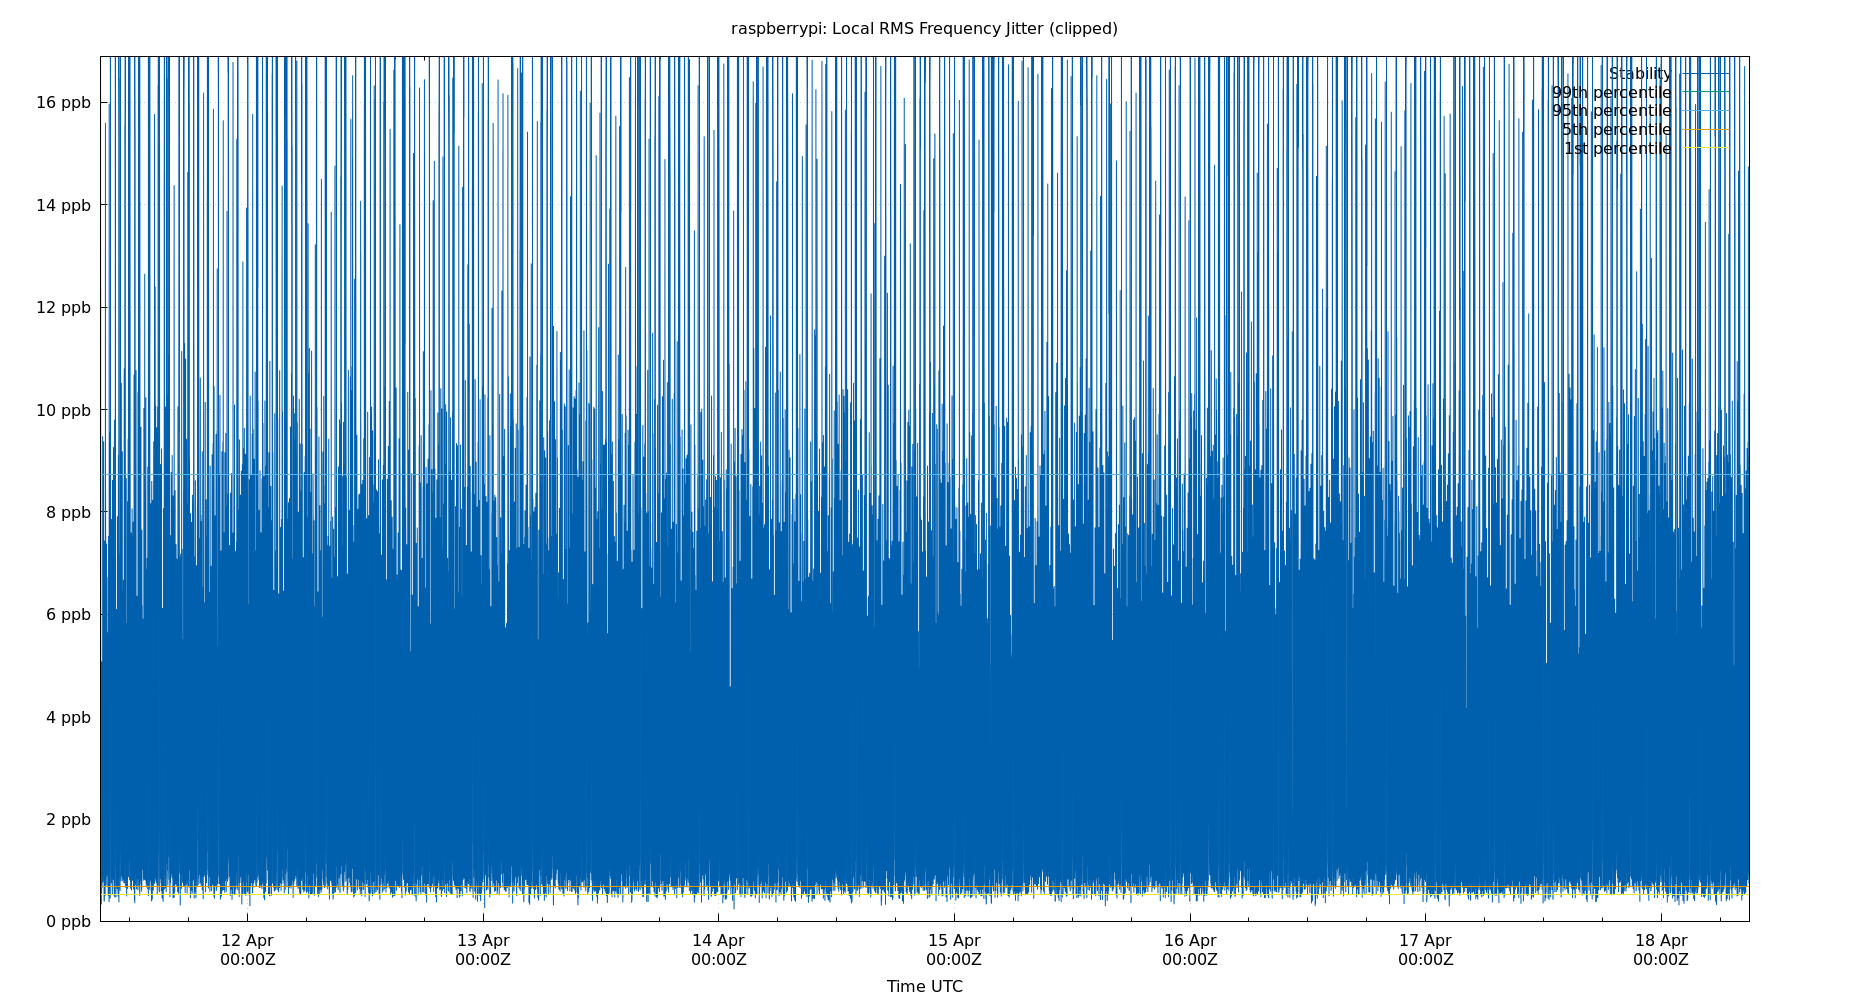 raspberrypi: Local RMS Frequency Jitter (clipped)
Stability
99th percentile
95th percentile
5th percentile
1st percentile
16 ppb
14 ppb
12 ppb
10 ppb
8 ppb
6 ppb
4 ppb
2 ppb
0 ppb
12 Apr 13 Apr 14 Apr 15 Apr 16 Apr 17 Apr 18 Apr
00:00Z 00:00Z 00:00Z 00:00Z 00:00Z 00:00Z 00:00Z
Time UTC